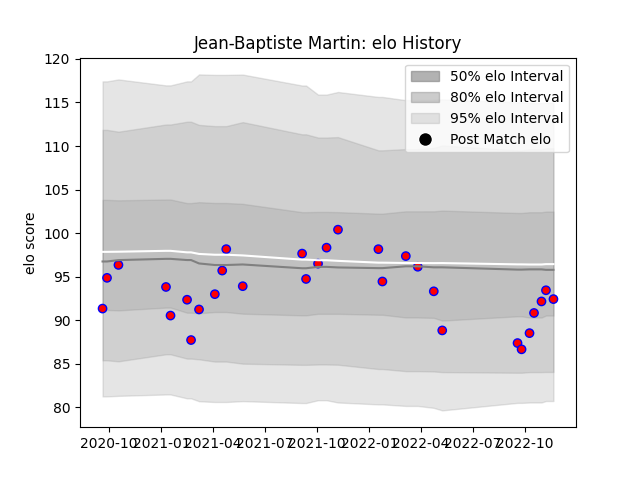 Jean-Baptiste Martin: elo History
120
115
110
105
100
95
90
85
80
elo score
50% elo Interval
80% elo Interval
95% elo Interval
Post Match elo
2020-10 2021-01 2021-04 2021-07 2021-10 2022-01 2022-04 2022-07 2022-10